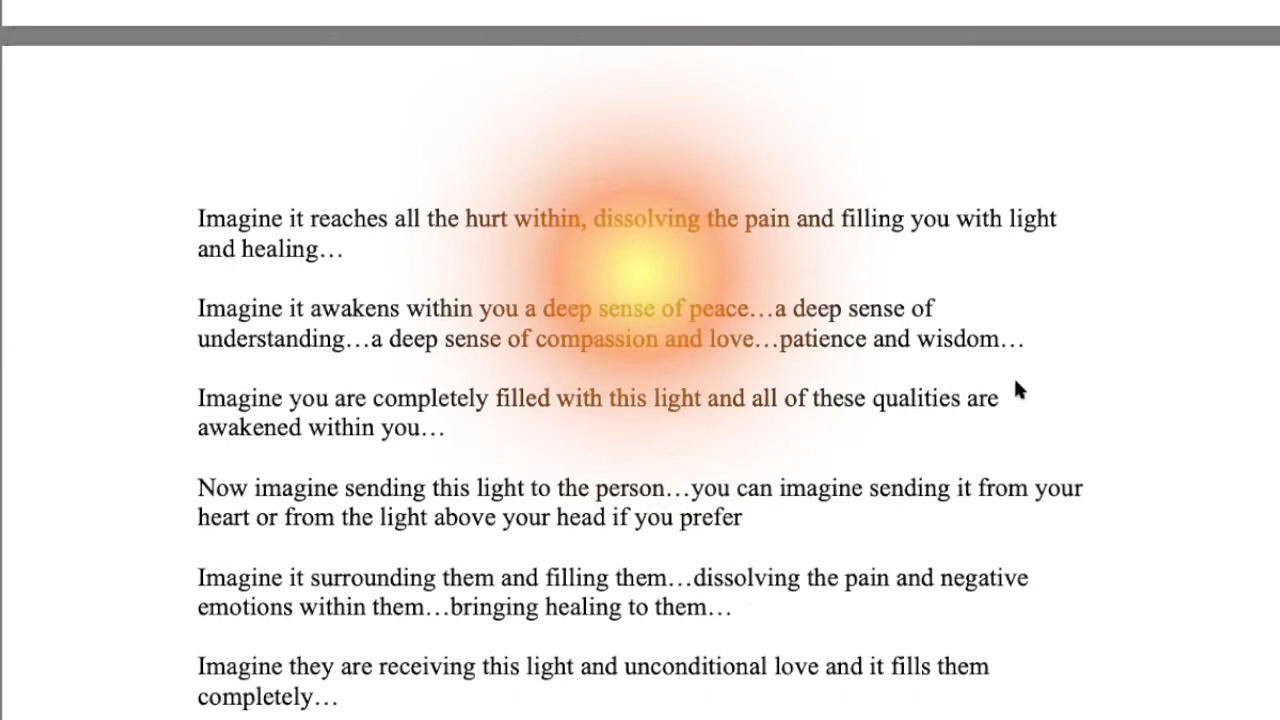 Imagine it reaches all the hurt within, dissolving the pain and filling you with light
and healing…
Imagine it awakens within you a deep sense of peace…a deep sense of
understanding…a deep sense of compassion and love…patience and wisdom…
Imagine you are completely filled with this light and all of these qualities are
awakened within you…
Now imagine sending this light to the person…you can imagine sending it from your
heart or from the light above your head if you prefer
Imagine it surrounding them and filling them…dissolving the pain and negative
emotions within them…bringing healing to them…
Imagine they are receiving this light and unconditional love and it fills them
completely…